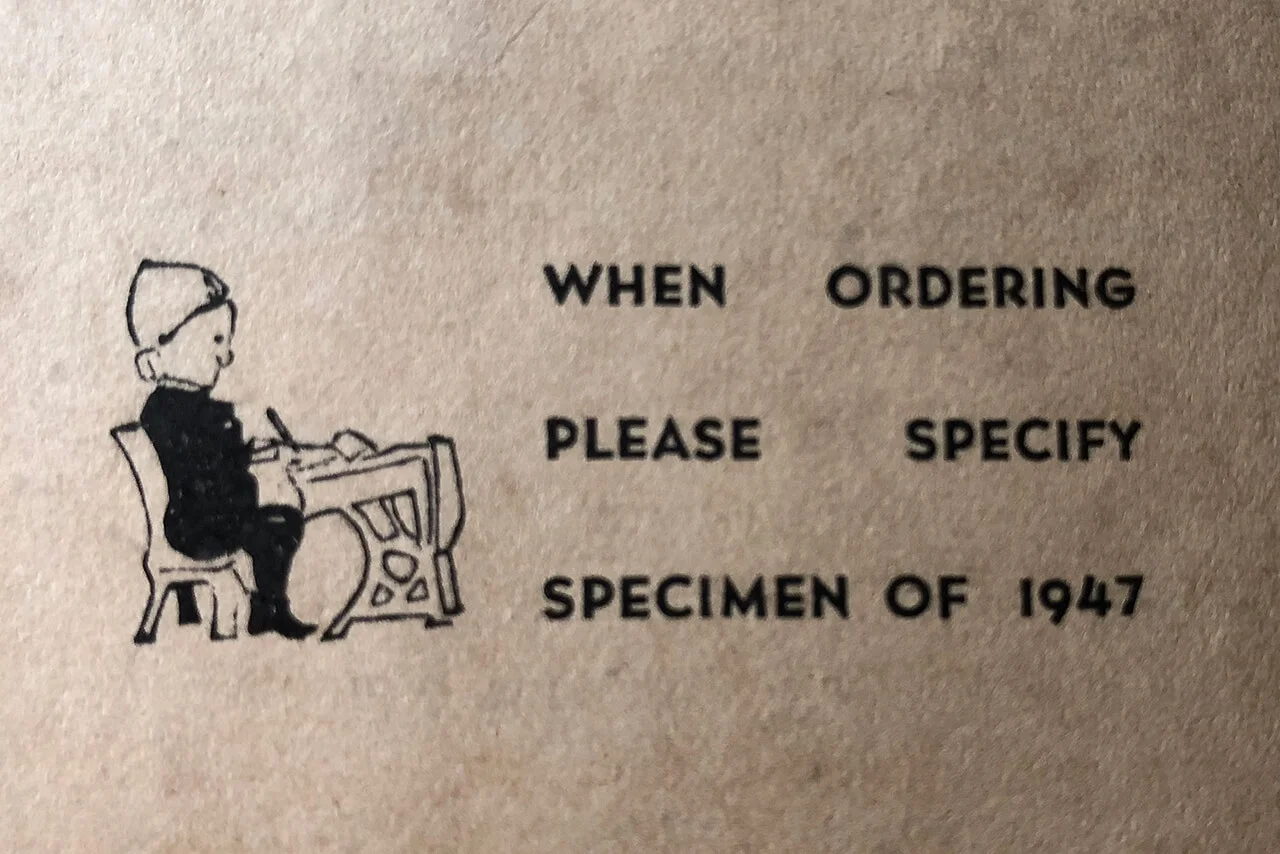 WHEN ORDERING
PLEASE SPECIFY
SPECIMEN OF 1947